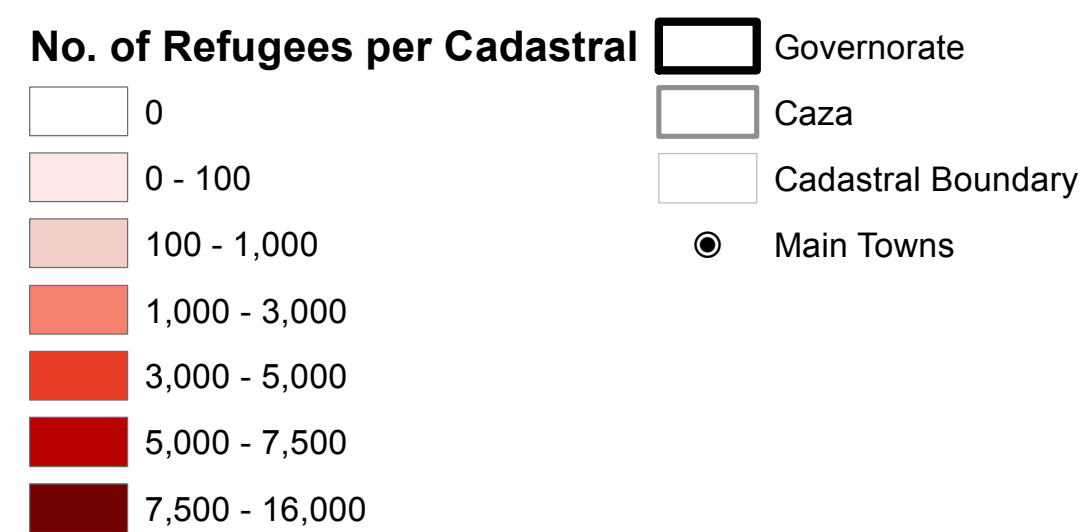 No. of Refugees per Cadastral
0
0 - 100
100 - 1,000
1,000 - 3,000
3,000 - 5,000
5,000 - 7,500
7,500 - 16,000
Governorate
Caza
Cadastral Boundary
Main Towns